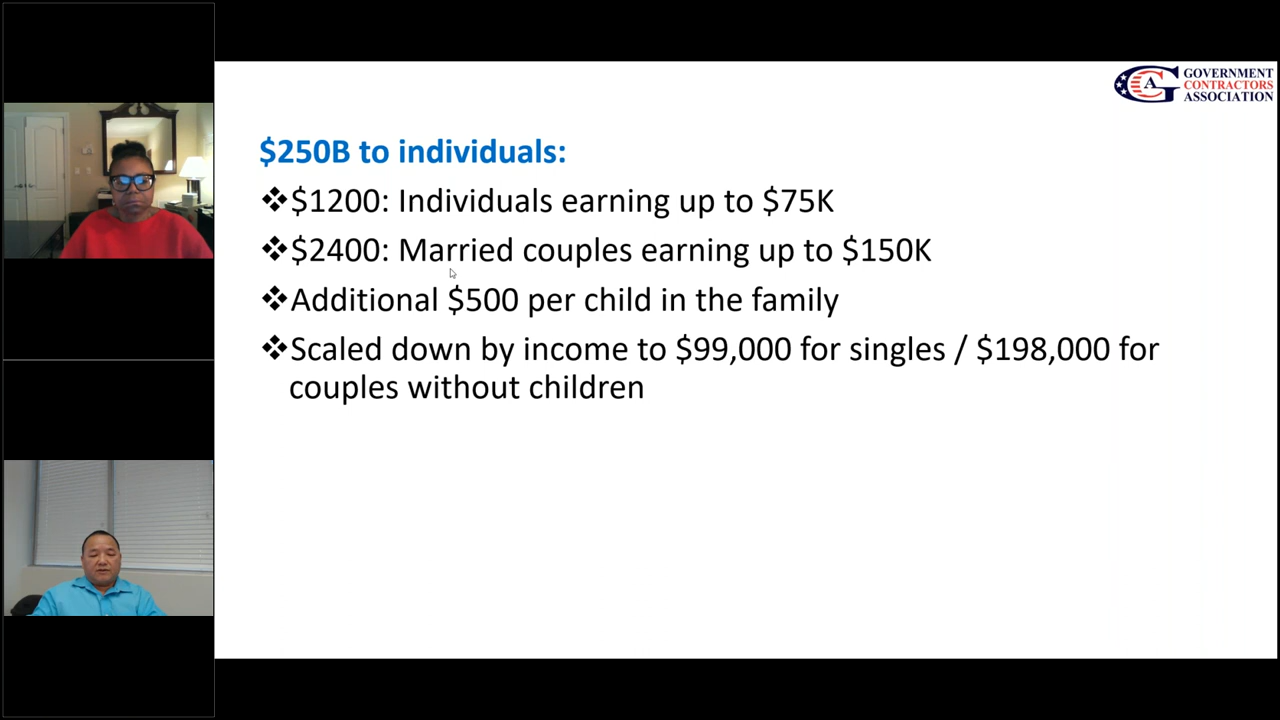 GOVERNMENT
CONTRACTORS
ASSOCIATION
GA
$250B to individuals:
❖$1200: Individuals earning up to $75K
❖$2400: Married couples earning up to $150K
❖Additional $500 per child in the family
❖Scaled down by income to $99,000 for singles / $198,000 for
couples without children